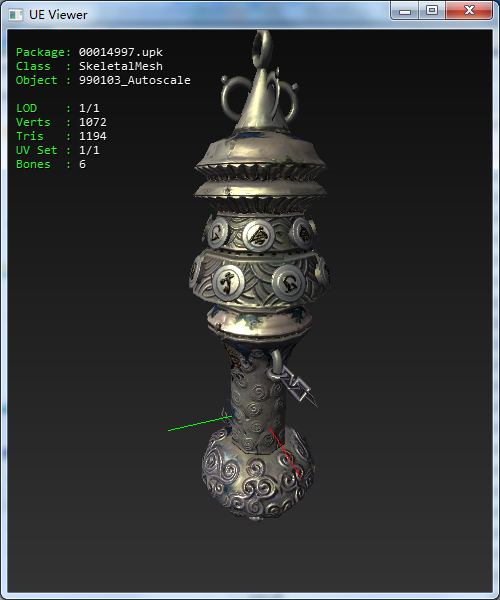 UE Viewer
Package: 00014997.upk
Class : SkeletalMesh
Object : 990103_Autoscale
LOD : 1/1
Verts : 1072
Tris : 1194
UV Set : 1/1
Bones : 6